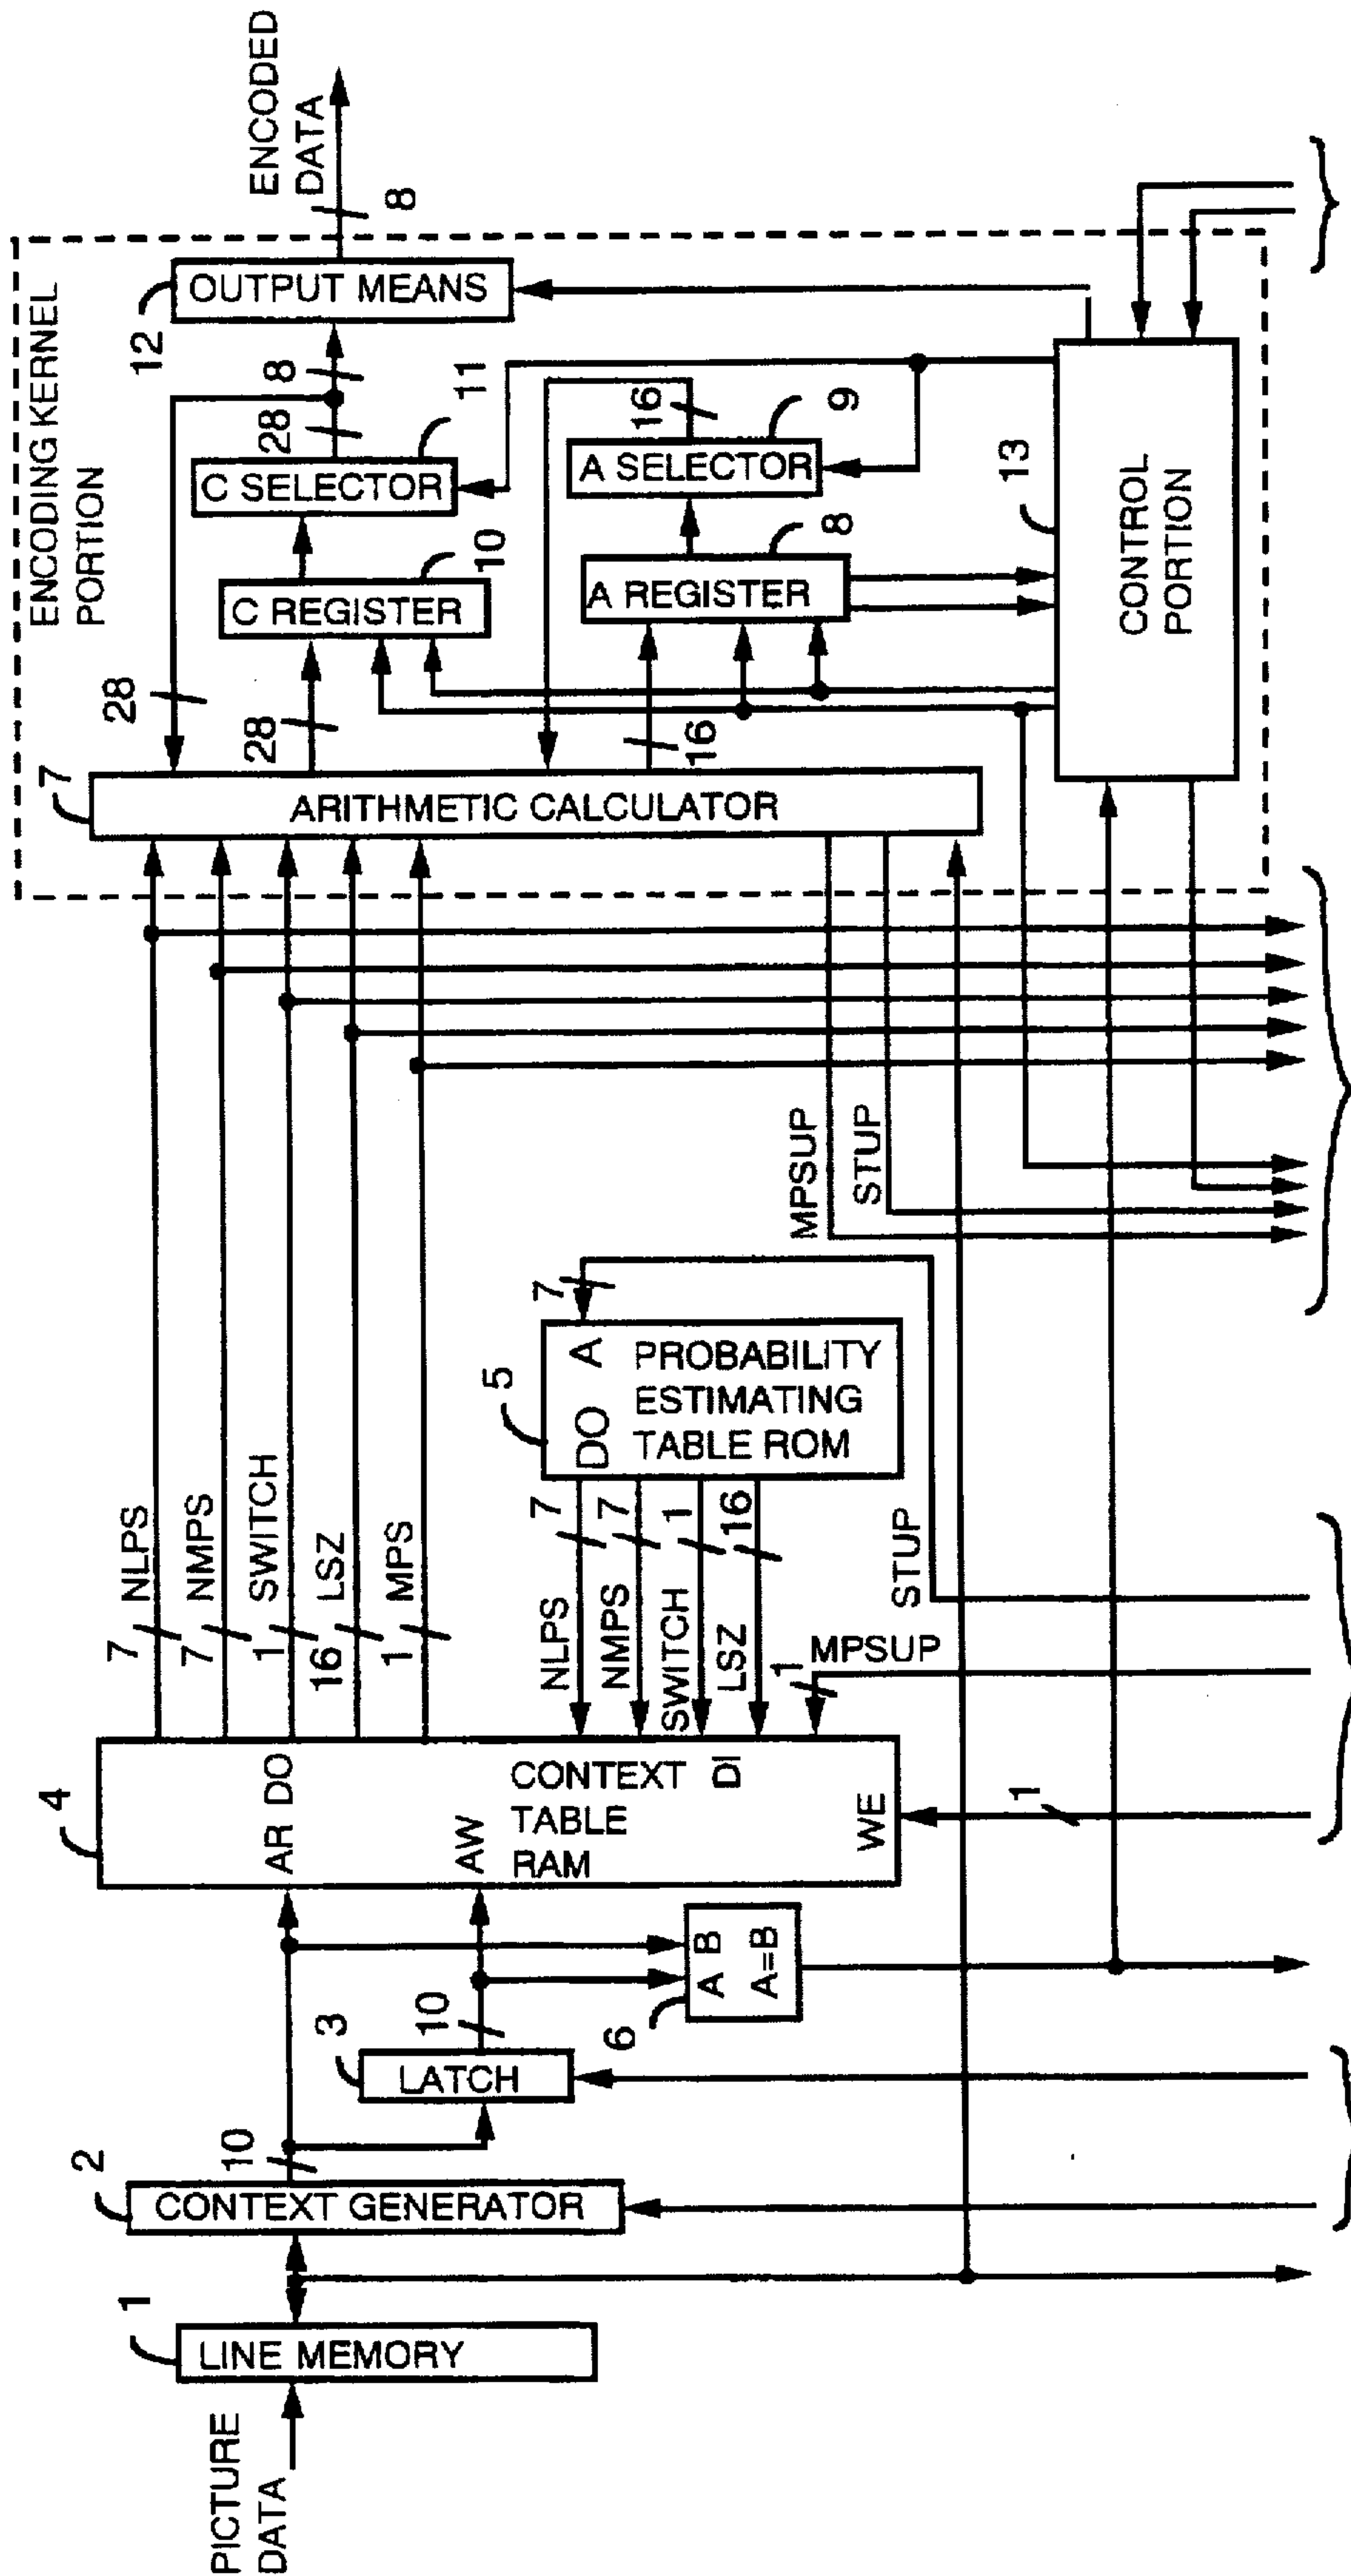 PICTURE
DATA
1
LINE MEMORY
2
CONTEXT GENERATOR
10
3
LATCH
10
6
A B
A=B
4
AR DO
AW
CONTEXT DI
TABLE
RAM
WE
1
7 NLPS
7 NMPS
1 SWITCH
16 LSZ
1 MPS
NLPS 7
NMPS 7
SWITCH 1
LSZ 16
1 MPSUP
STUP
5
DO A
PROBABILITY
ESTIMATING
TABLE ROM
7
MPSUP
STUP
ENCODING KERNEL
PORTION
7
ARITHMETIC CALCULATOR
28
28
16
C REGISTER
10
A REGISTER
8
C SELECTOR
11
A SELECTOR
9
28
8
16
12
OUTPUT MEANS
8
ENCODED
DATA
13
CONTROL
PORTION